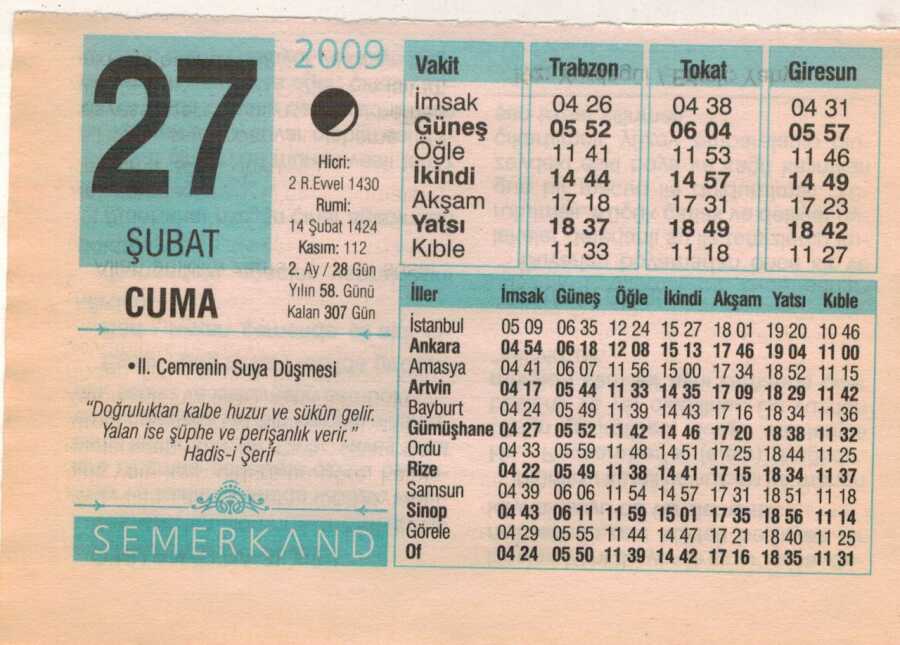 27
2009
Hicri:
2 R.Evvel 1430
Rumi:
14 Şubat 1424
Kasım: 112
2. Ay / 28 Gün
Yılın 58. Günü
Kalan 307 Gün
ŞUBAT
CUMA
•II. Cemrenin Suya Düşmesi
"Doğruluktan kalbe huzur ve sükûn gelir.
Yalan ise şüphe ve perişanlık verir."
Hadis-i Şerif
SEMERKAND
Vakit Trabzon Tokat Giresun
İmsak 04 26 04 38 04 31
Güneş 05 52 06 04 05 57
Öğle 11 41 11 53 11 46
İkindi 14 44 14 57 14 49
Akşam 17 18 17 31 17 23
Yatsı 18 37 18 49 18 42
Kıble 11 33 11 18 11 27
İller İmsak Güneş Öğle İkindi Akşam Yatsı Kıble
İstanbul 05 09 06 35 12 24 15 27 18 01 19 20 10 46
Ankara 04 54 06 18 12 08 15 13 17 46 19 04 11 00
Amasya 04 41 06 07 11 56 15 00 17 34 18 52 11 15
Artvin 04 17 05 44 11 33 14 35 17 09 18 29 11 42
Bayburt 04 24 05 49 11 39 14 43 17 16 18 34 11 36
Gümüşhane 04 27 05 52 11 42 14 46 17 20 18 38 11 32
Ordu 04 33 05 59 11 48 14 51 17 25 18 44 11 25
Rize 04 22 05 49 11 38 14 41 17 15 18 34 11 37
Samsun 04 39 06 06 11 54 14 57 17 31 18 51 11 18
Sinop 04 43 06 11 11 59 15 01 17 35 18 56 11 14
Görele 04 29 05 55 11 44 14 47 17 21 18 40 11 25
Of 04 24 05 50 11 39 14 42 17 16 18 35 11 31